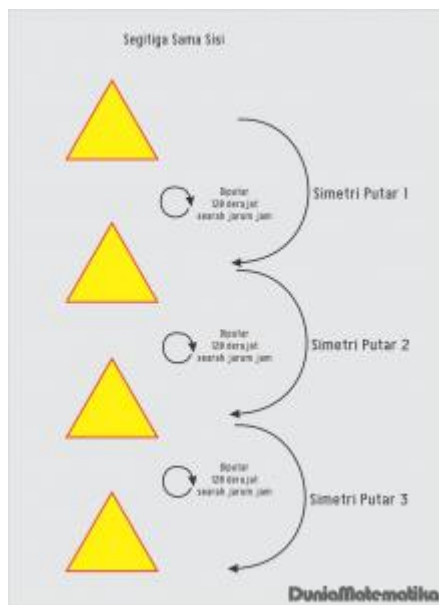 Segitiga Sama Sisi
Diputar
120 derajat
searah jarum jam
Simetri Putar 1
Diputar
120 derajat
searah jarum jam
Simetri Putar 2
Diputar
120 derajat
searah jarum jam
Simetri Putar 3
DuniaMatematika